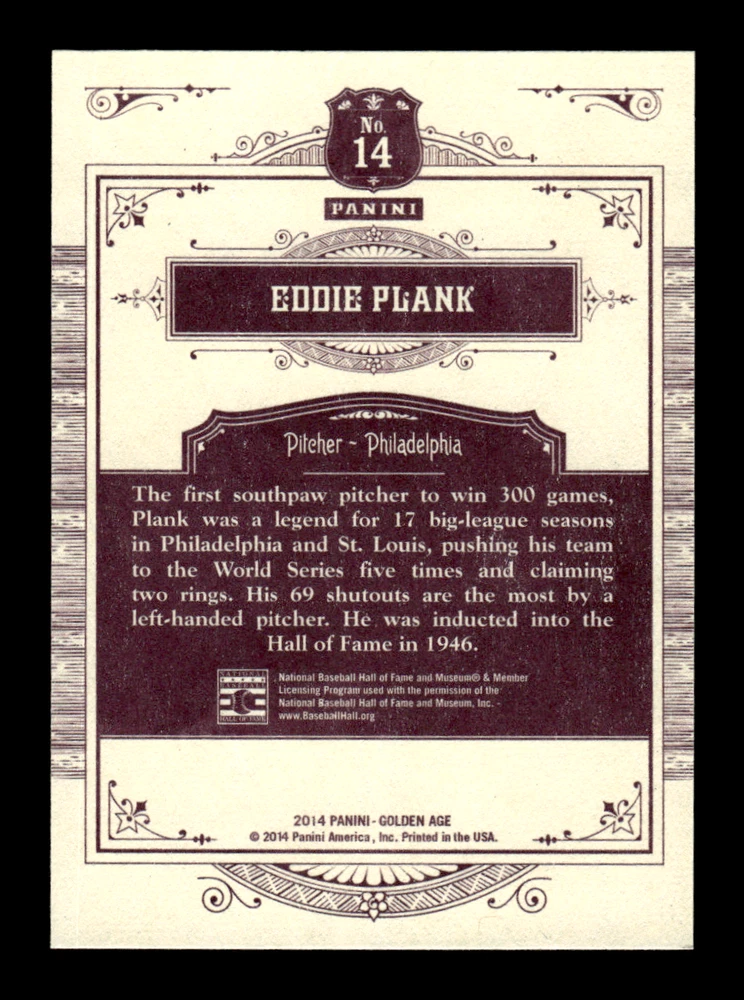 No.
14
PANINI
EDDIE PLANK
Pitcher ~ Philadelphia
The first southpaw pitcher to win 300 games,
Plank was a legend for 17 big-league seasons
in Philadelphia and St. Louis, pushing his team
to the World Series five times and claiming
two rings. His 69 shutouts are the most by a
left-handed pitcher. He was inducted into the
Hall of Fame in 1946.
NATIONAL
BASEBALL
HALL OF FAME
National Baseball Hall of Fame and Museum® & Member
Licensing Program used with the permission of the
National Baseball Hall of Fame and Museum, Inc. -
www.BaseballHall.org
2014 PANINI - GOLDEN AGE
© 2014 Panini America, Inc. Printed in the USA.